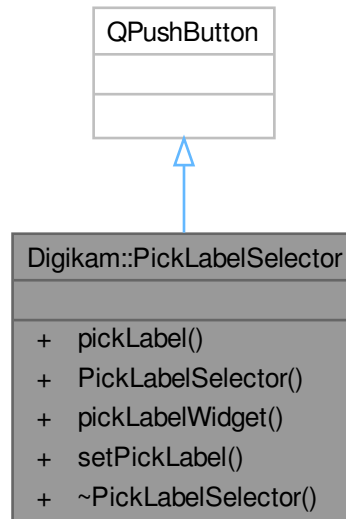 QPushButton
Digikam::PickLabelSelector
+ pickLabel()
+ PickLabelSelector()
+ pickLabelWidget()
+ setPickLabel()
+ ~PickLabelSelector()